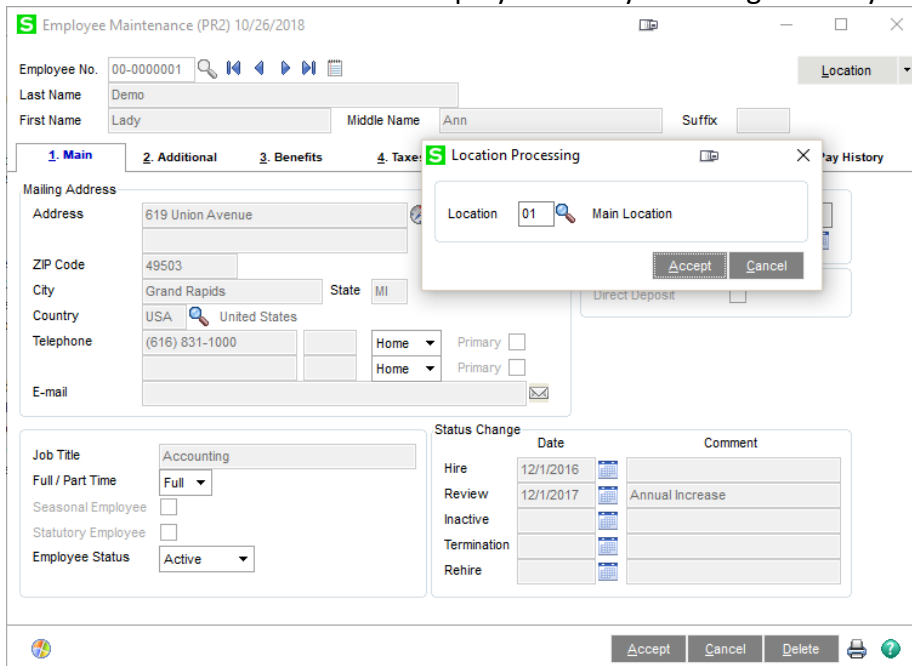 Employee Maintenance (PR2) 10/26/2018
Employee No. 00-0000001 Location
Last Name Demo
First Name Lady Middle Name Ann Suffix
1. Main 2. Additional 3. Benefits 4. Taxes Pay History
Location Processing
Location 01 Main Location
Accept Cancel
Mailing Address
Address 619 Union Avenue
ZIP Code 49503
City Grand Rapids State MI
Country USA United States
Telephone (616) 831-1000 Home Primary
Home Primary
E-mail
Direct Deposit
Job Title Accounting
Full / Part Time Full
Seasonal Employee
Statutory Employee
Employee Status Active
Status Change
Date Comment
Hire 12/1/2016
Review 12/1/2017 Annual Increase
Inactive
Termination
Rehire
Accept Cancel Delete